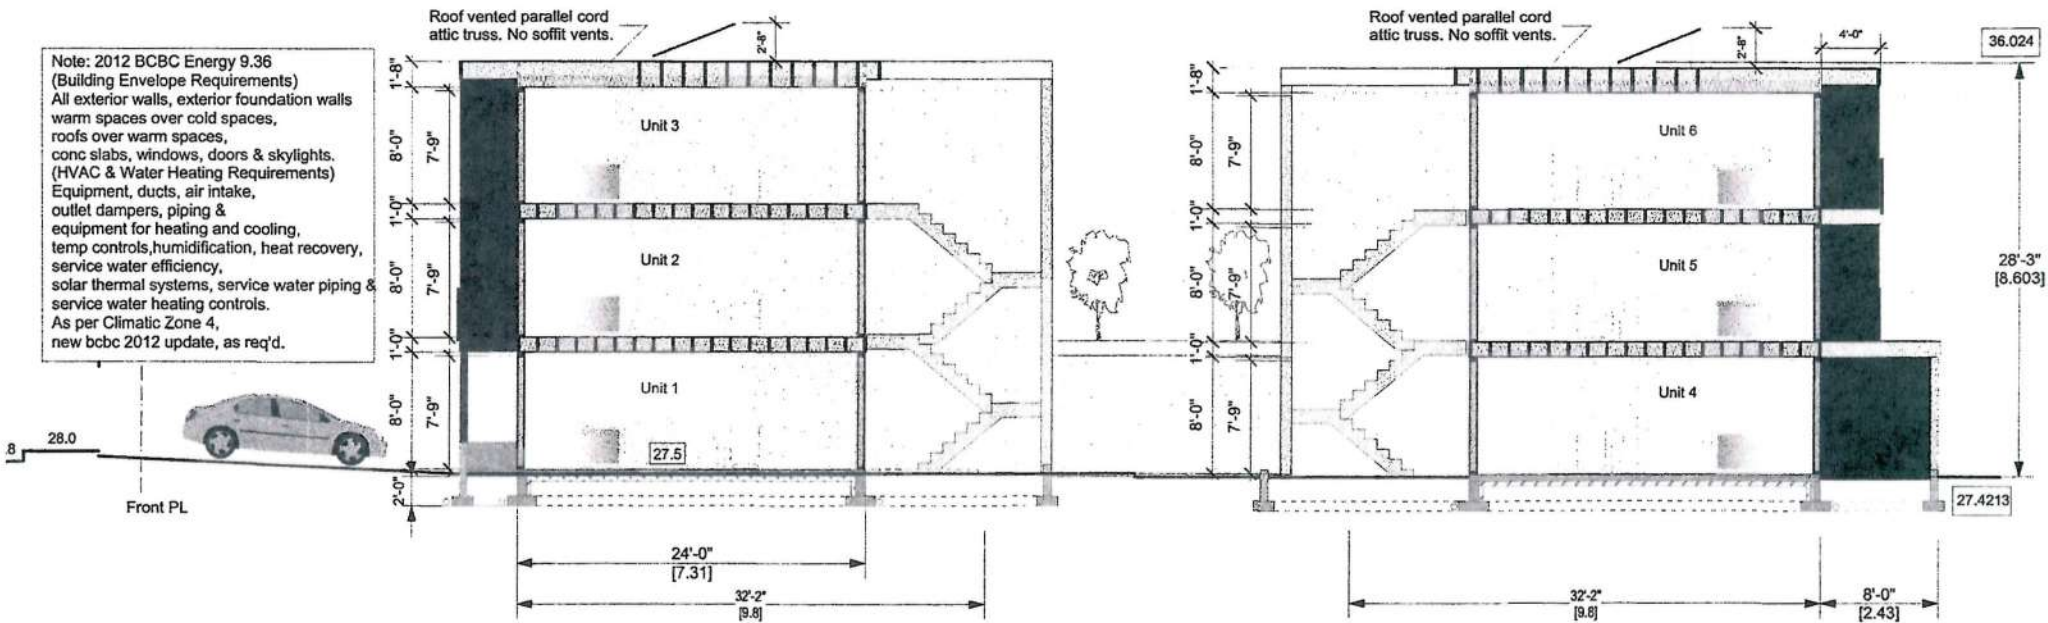 Roof vented parallel cord
attic truss. No soffit vents.
2'-8"
Note: 2012 BCBC Energy 9.36
(Building Envelope Requirements)
All exterior walls, exterior foundation walls
warm spaces over cold spaces,
roofs over warm spaces,
conc slabs, windows, doors & skylights.
(HVAC & Water Heating Requirements)
Equipment, ducts, air intake,
outlet dampers, piping &
equipment for heating and cooling,
temp controls,humidification, heat recovery,
service water efficiency,
solar thermal systems, service water piping &
service water heating controls.
As per Climatic Zone 4,
new bcbc 2012 update, as req'd.
1'-8"
8'-0"
7'-9"
1'-0"
8'-0"
7'-9"
1'-0"
8'-0"
7'-9"
2'-0"
Unit 3
Unit 2
Unit 1
27.5
.8
28.0
Front PL
24'-0"
[7.31]
32'-2"
[9.8]
Roof vented parallel cord
attic truss. No soffit vents.
2'-8"
4'-0"
36.024
1'-8"
8'-0"
7'-9"
1'-0"
8'-0"
7'-9"
1'-0"
8'-0"
7'-9"
Unit 6
Unit 5
Unit 4
28'-3"
[8.603]
27.4213
32'-2"
[9.8]
8'-0"
[2.43]